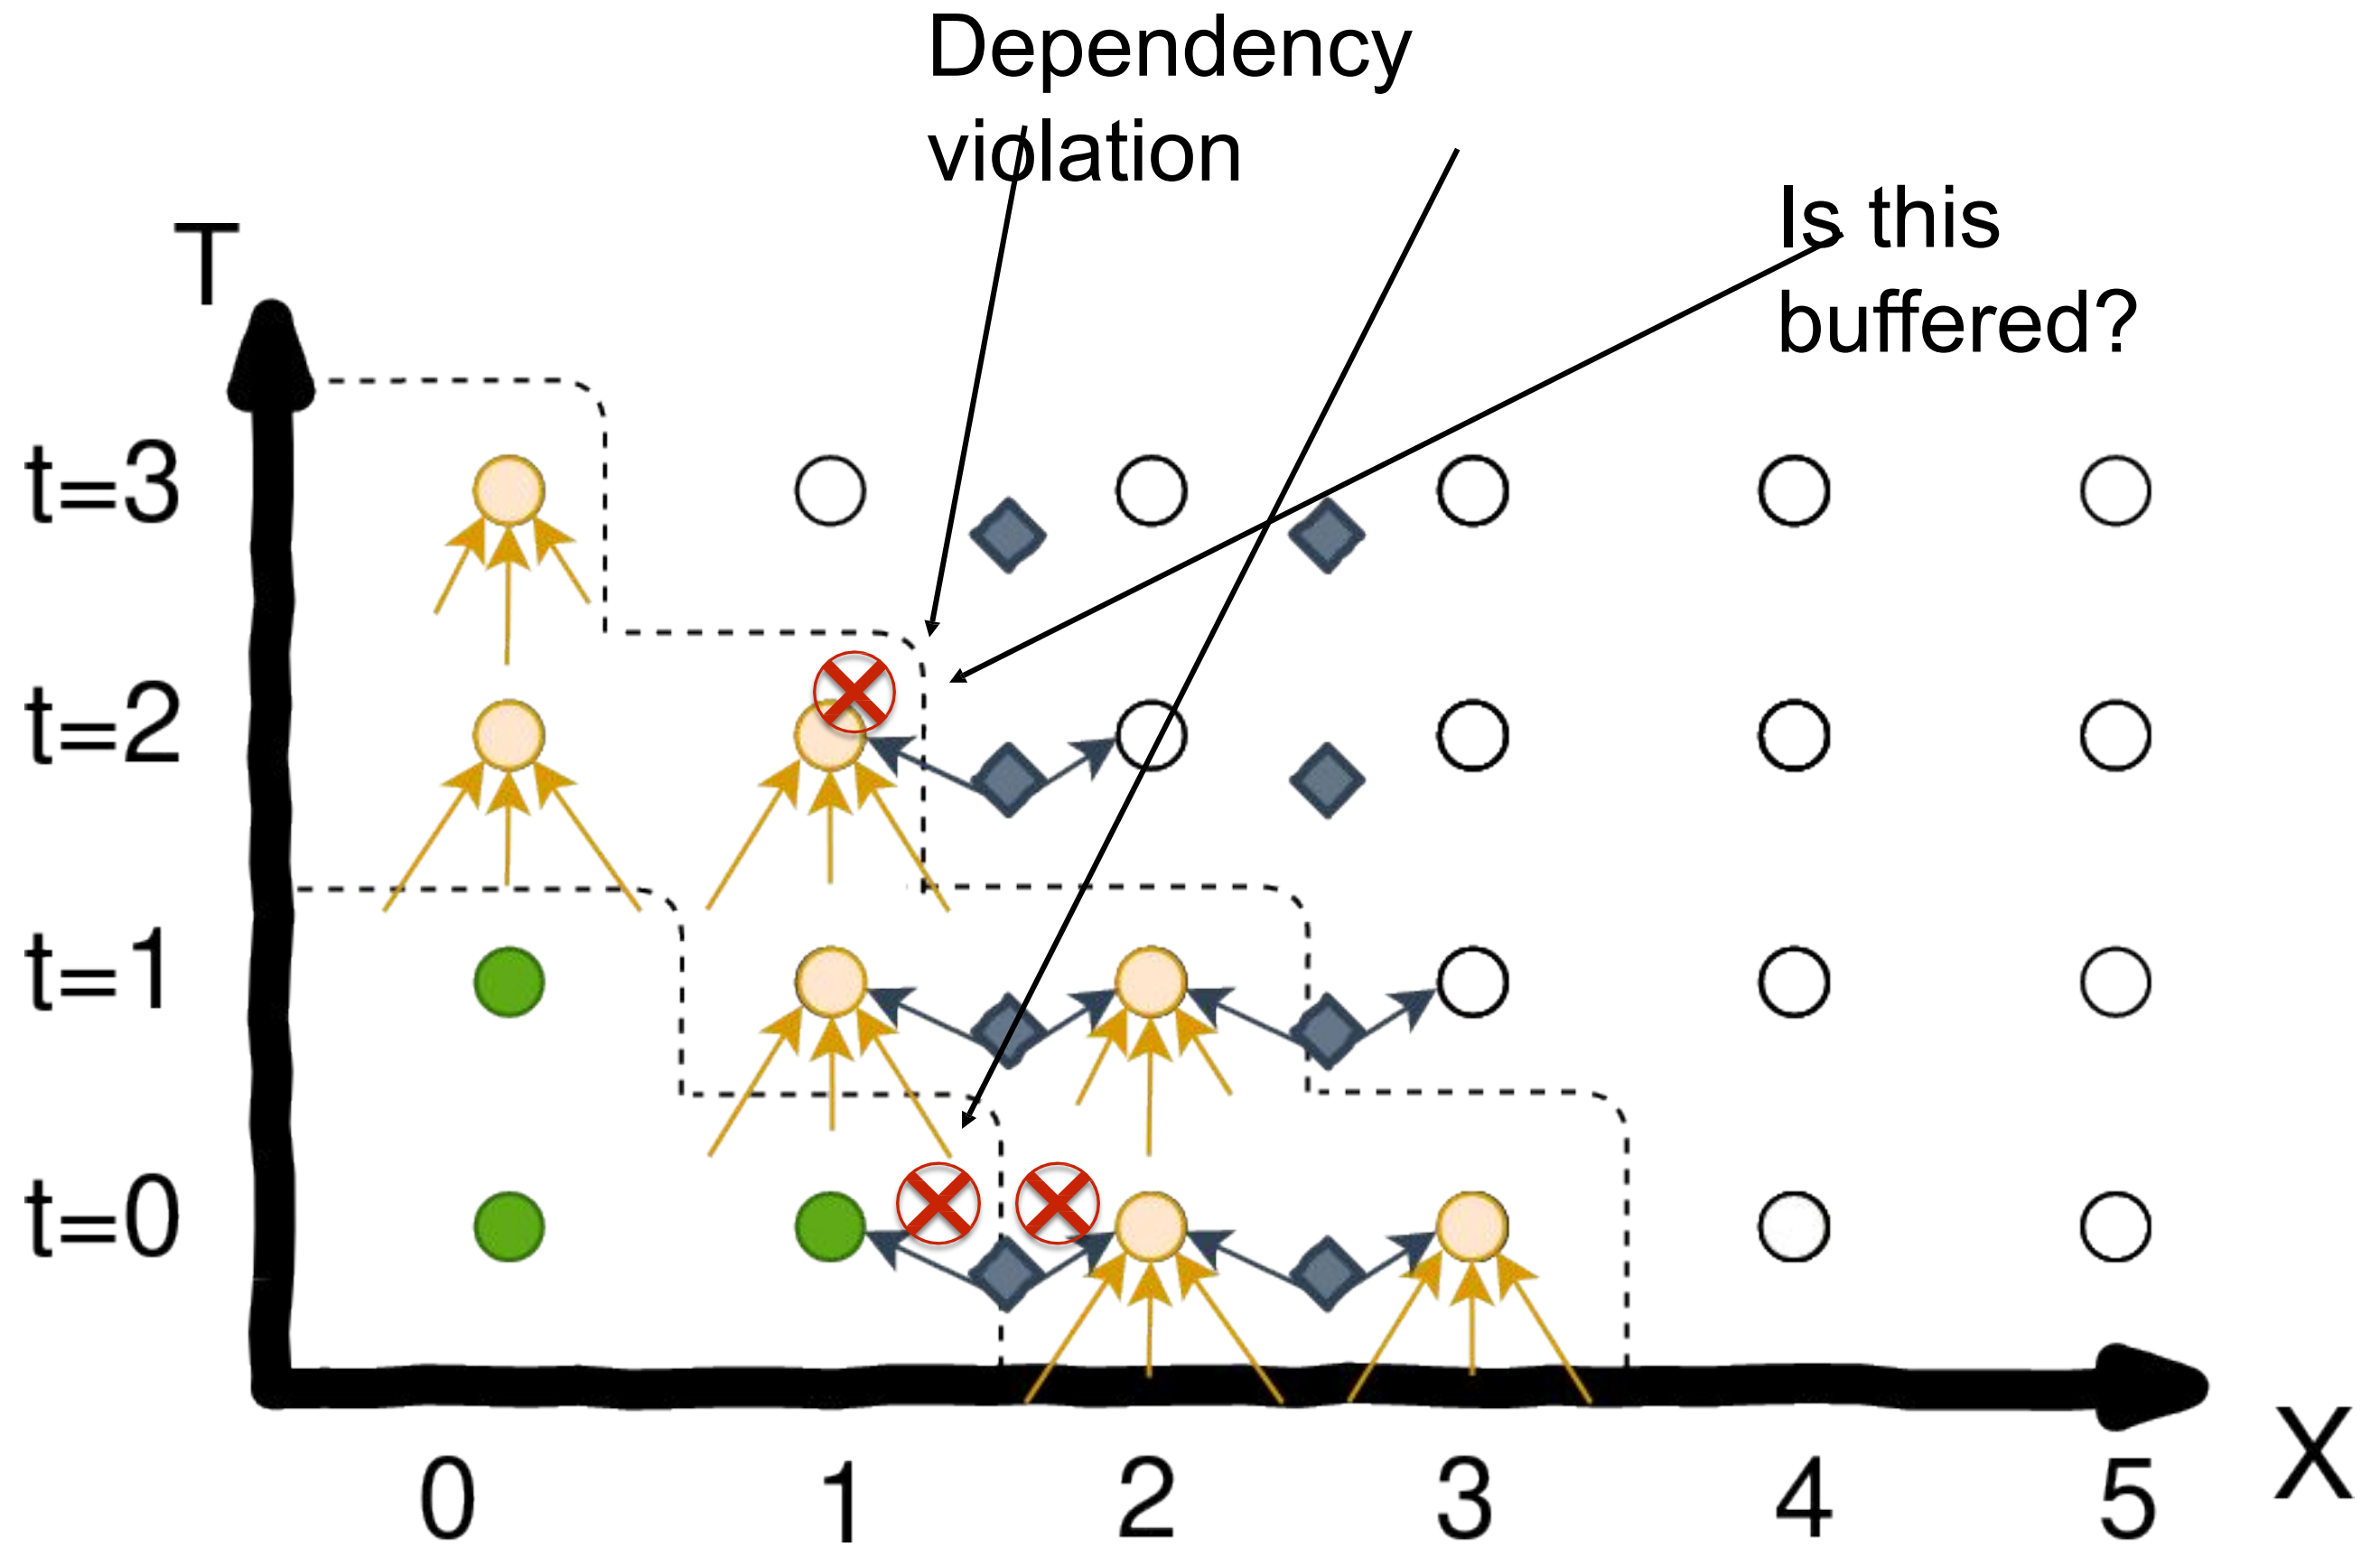 Dependency
violation
Is this
buffered?
T
t=3
t=2
t=1
t=0
0 1 2 3 4 5
X